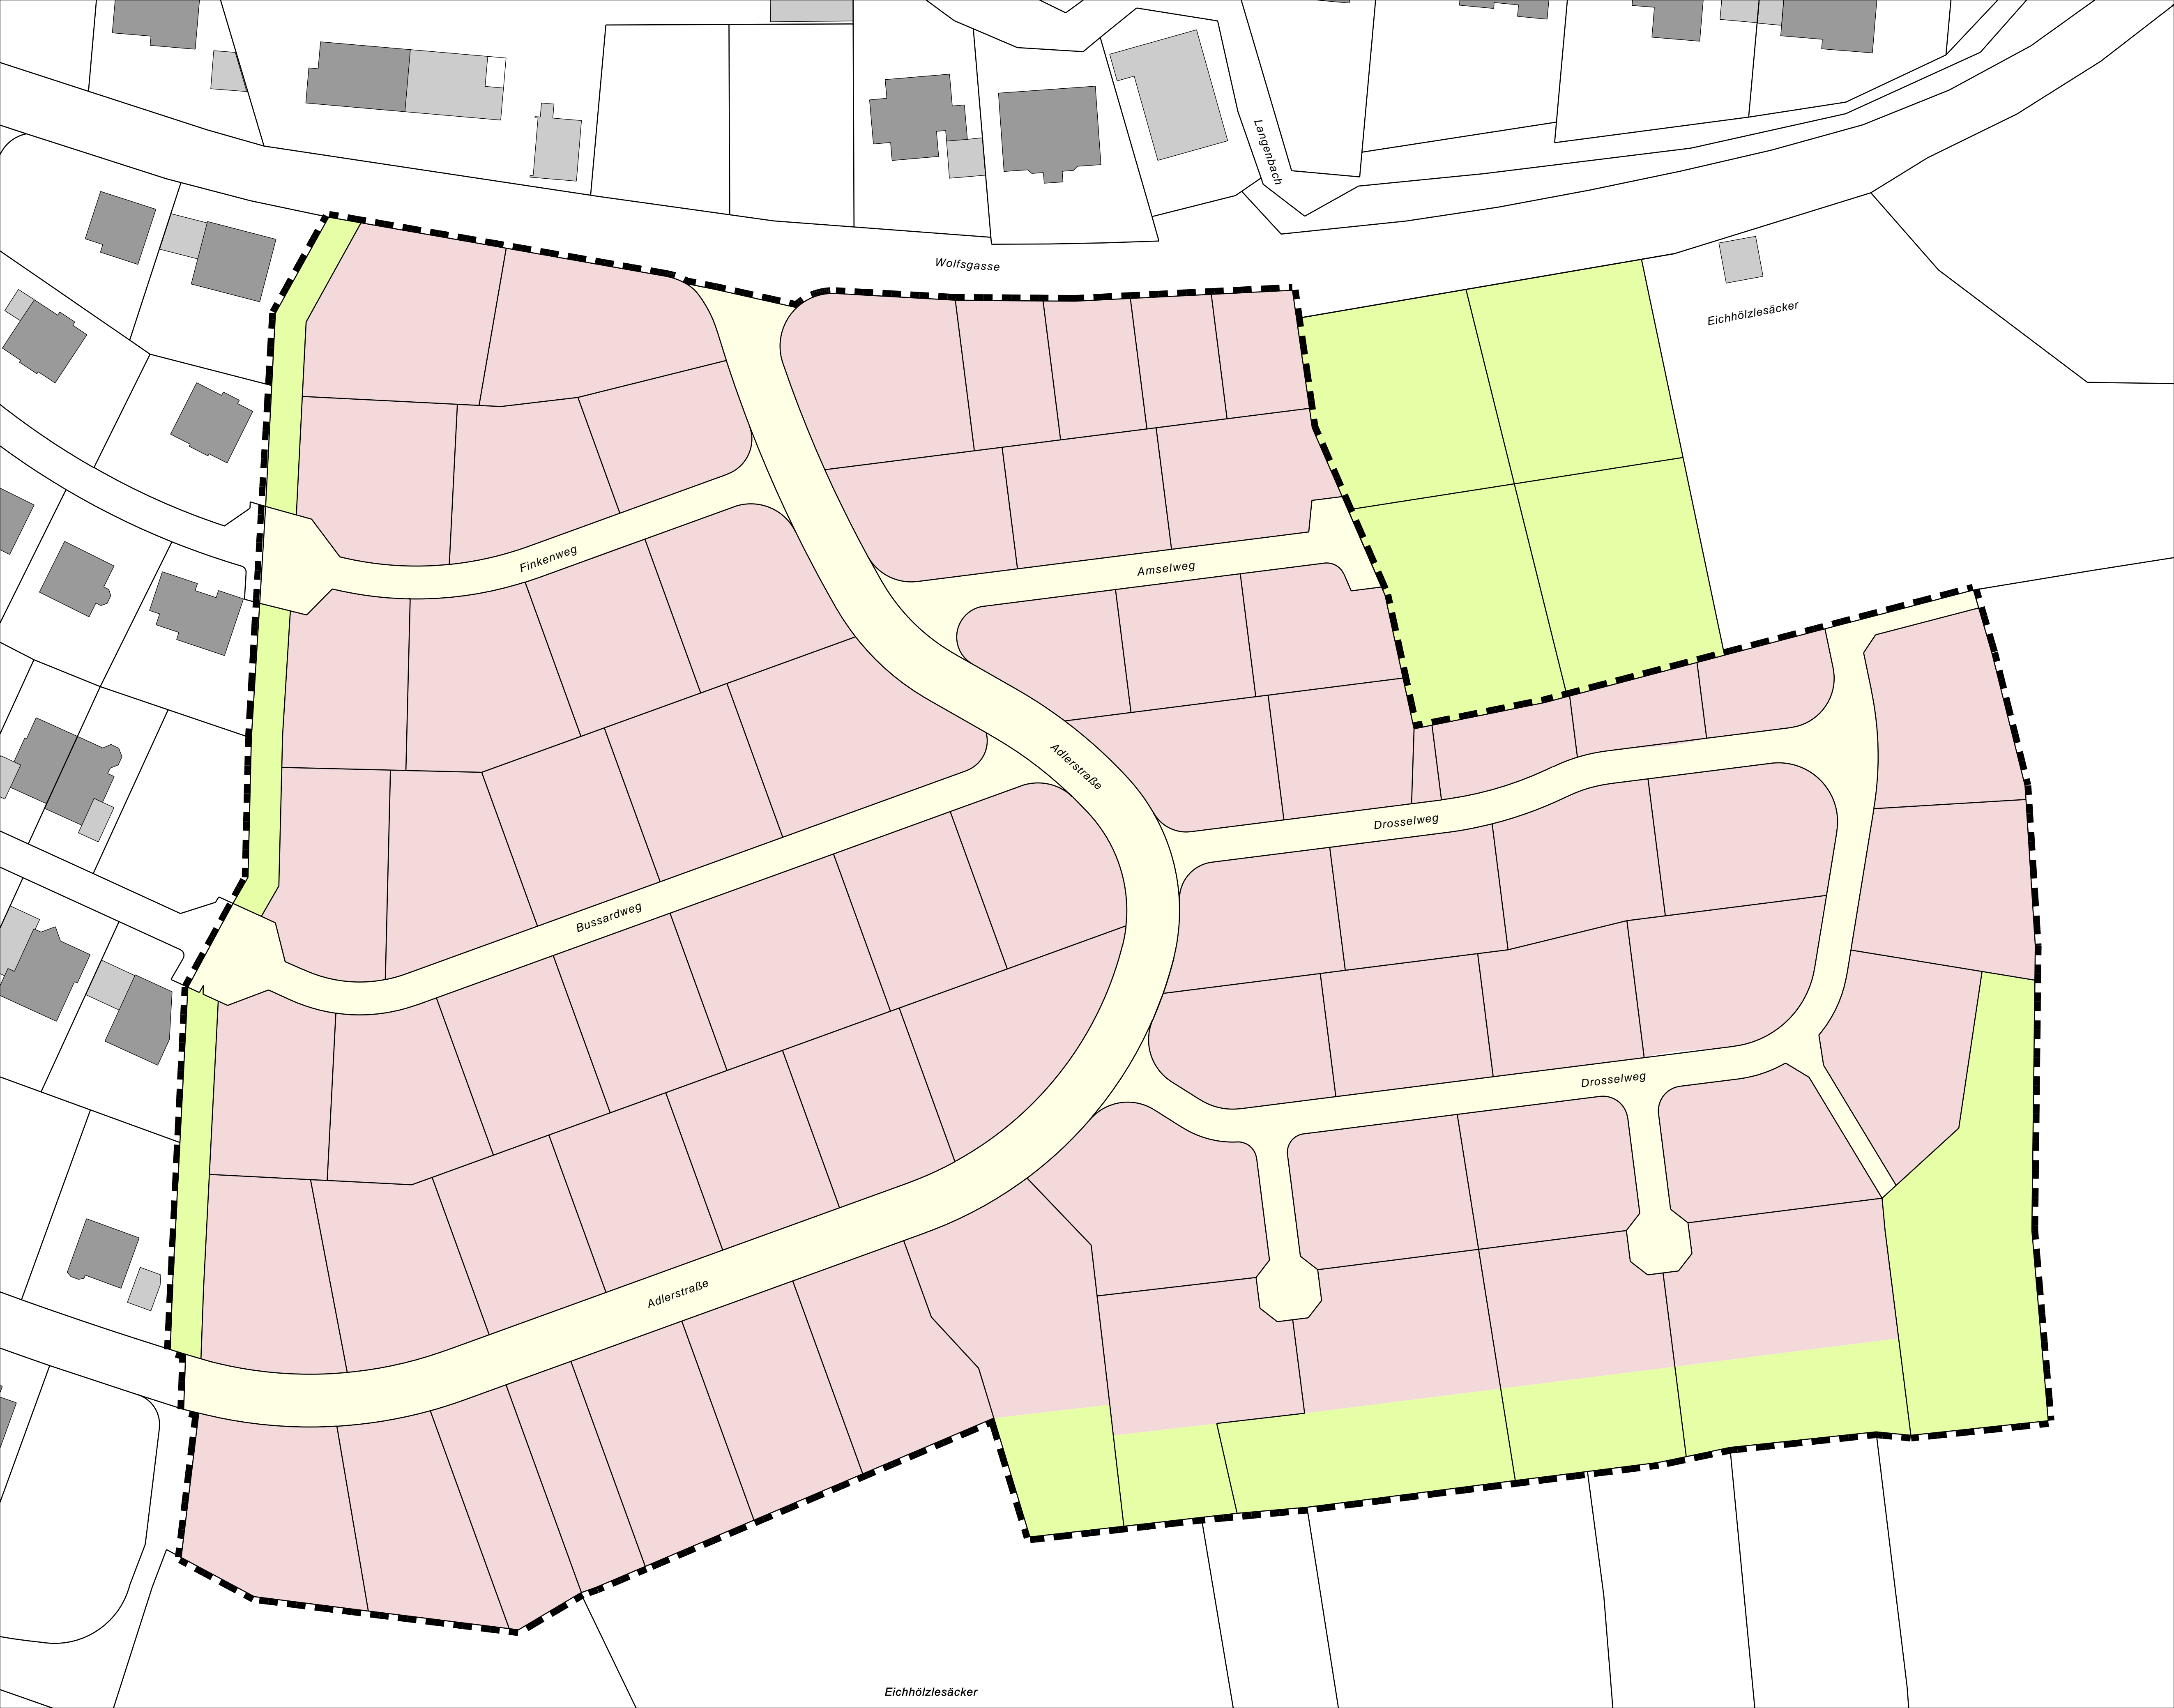 Langenbach
Wolfsgasse
Eichhölzlesäcker
Finkenweg
Amselweg
Adlerstraße
Drosselweg
Bussardweg
Drosselweg
Adlerstraße
Eichhölzlesäcker